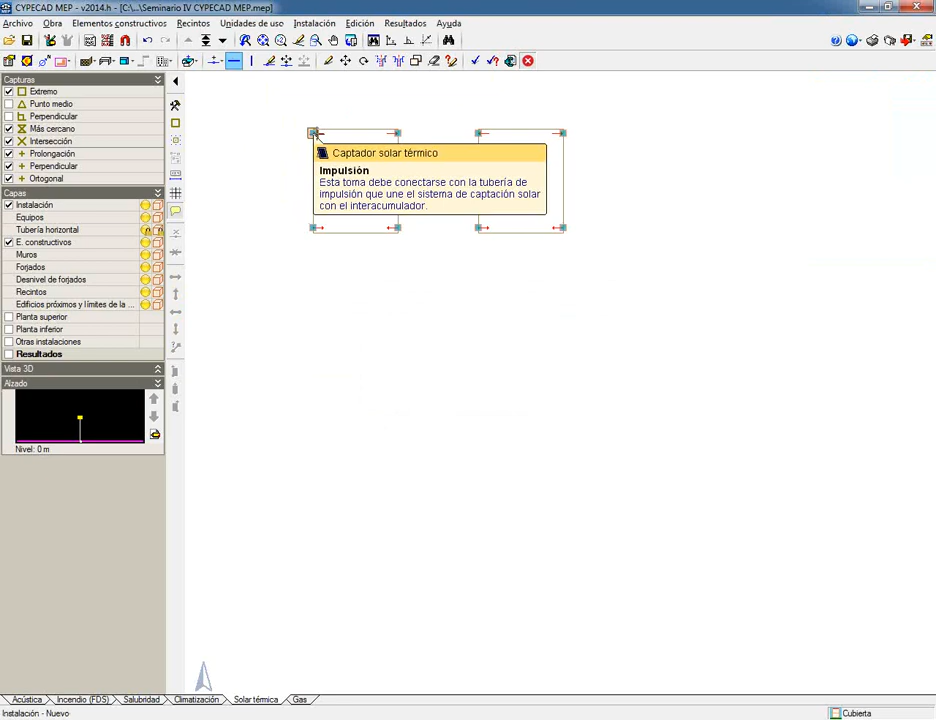 CYPECAD MEP - v2014.h - [C:\...\Seminario IV CYPECAD MEP.mep]
Archivo Obra Elementos constructivos Recintos Unidades de uso Instalación Edición Resultados Ayuda
Capturas
Extremo
Punto medio
Perpendicular
Más cercano
Intersección
Prolongación
Perpendicular
Ortogonal
Capas
Instalación
Equipos
Tubería horizontal
E. constructivos
Muros
Forjados
Desnivel de forjados
Recintos
Edificios próximos y límites de la ...
Planta superior
Planta inferior
Otras instalaciones
Resultados
Vista 3D
Alzado
Nivel: 0 m
Captador solar térmico
Impulsión
Esta toma debe conectarse con la tubería de
impulsión que une el sistema de captación solar
con el interacumulador.
Acústica Incendio (FDS) Salubridad Climatización Solar térmica Gas
Instalación - Nuevo
Cubierta